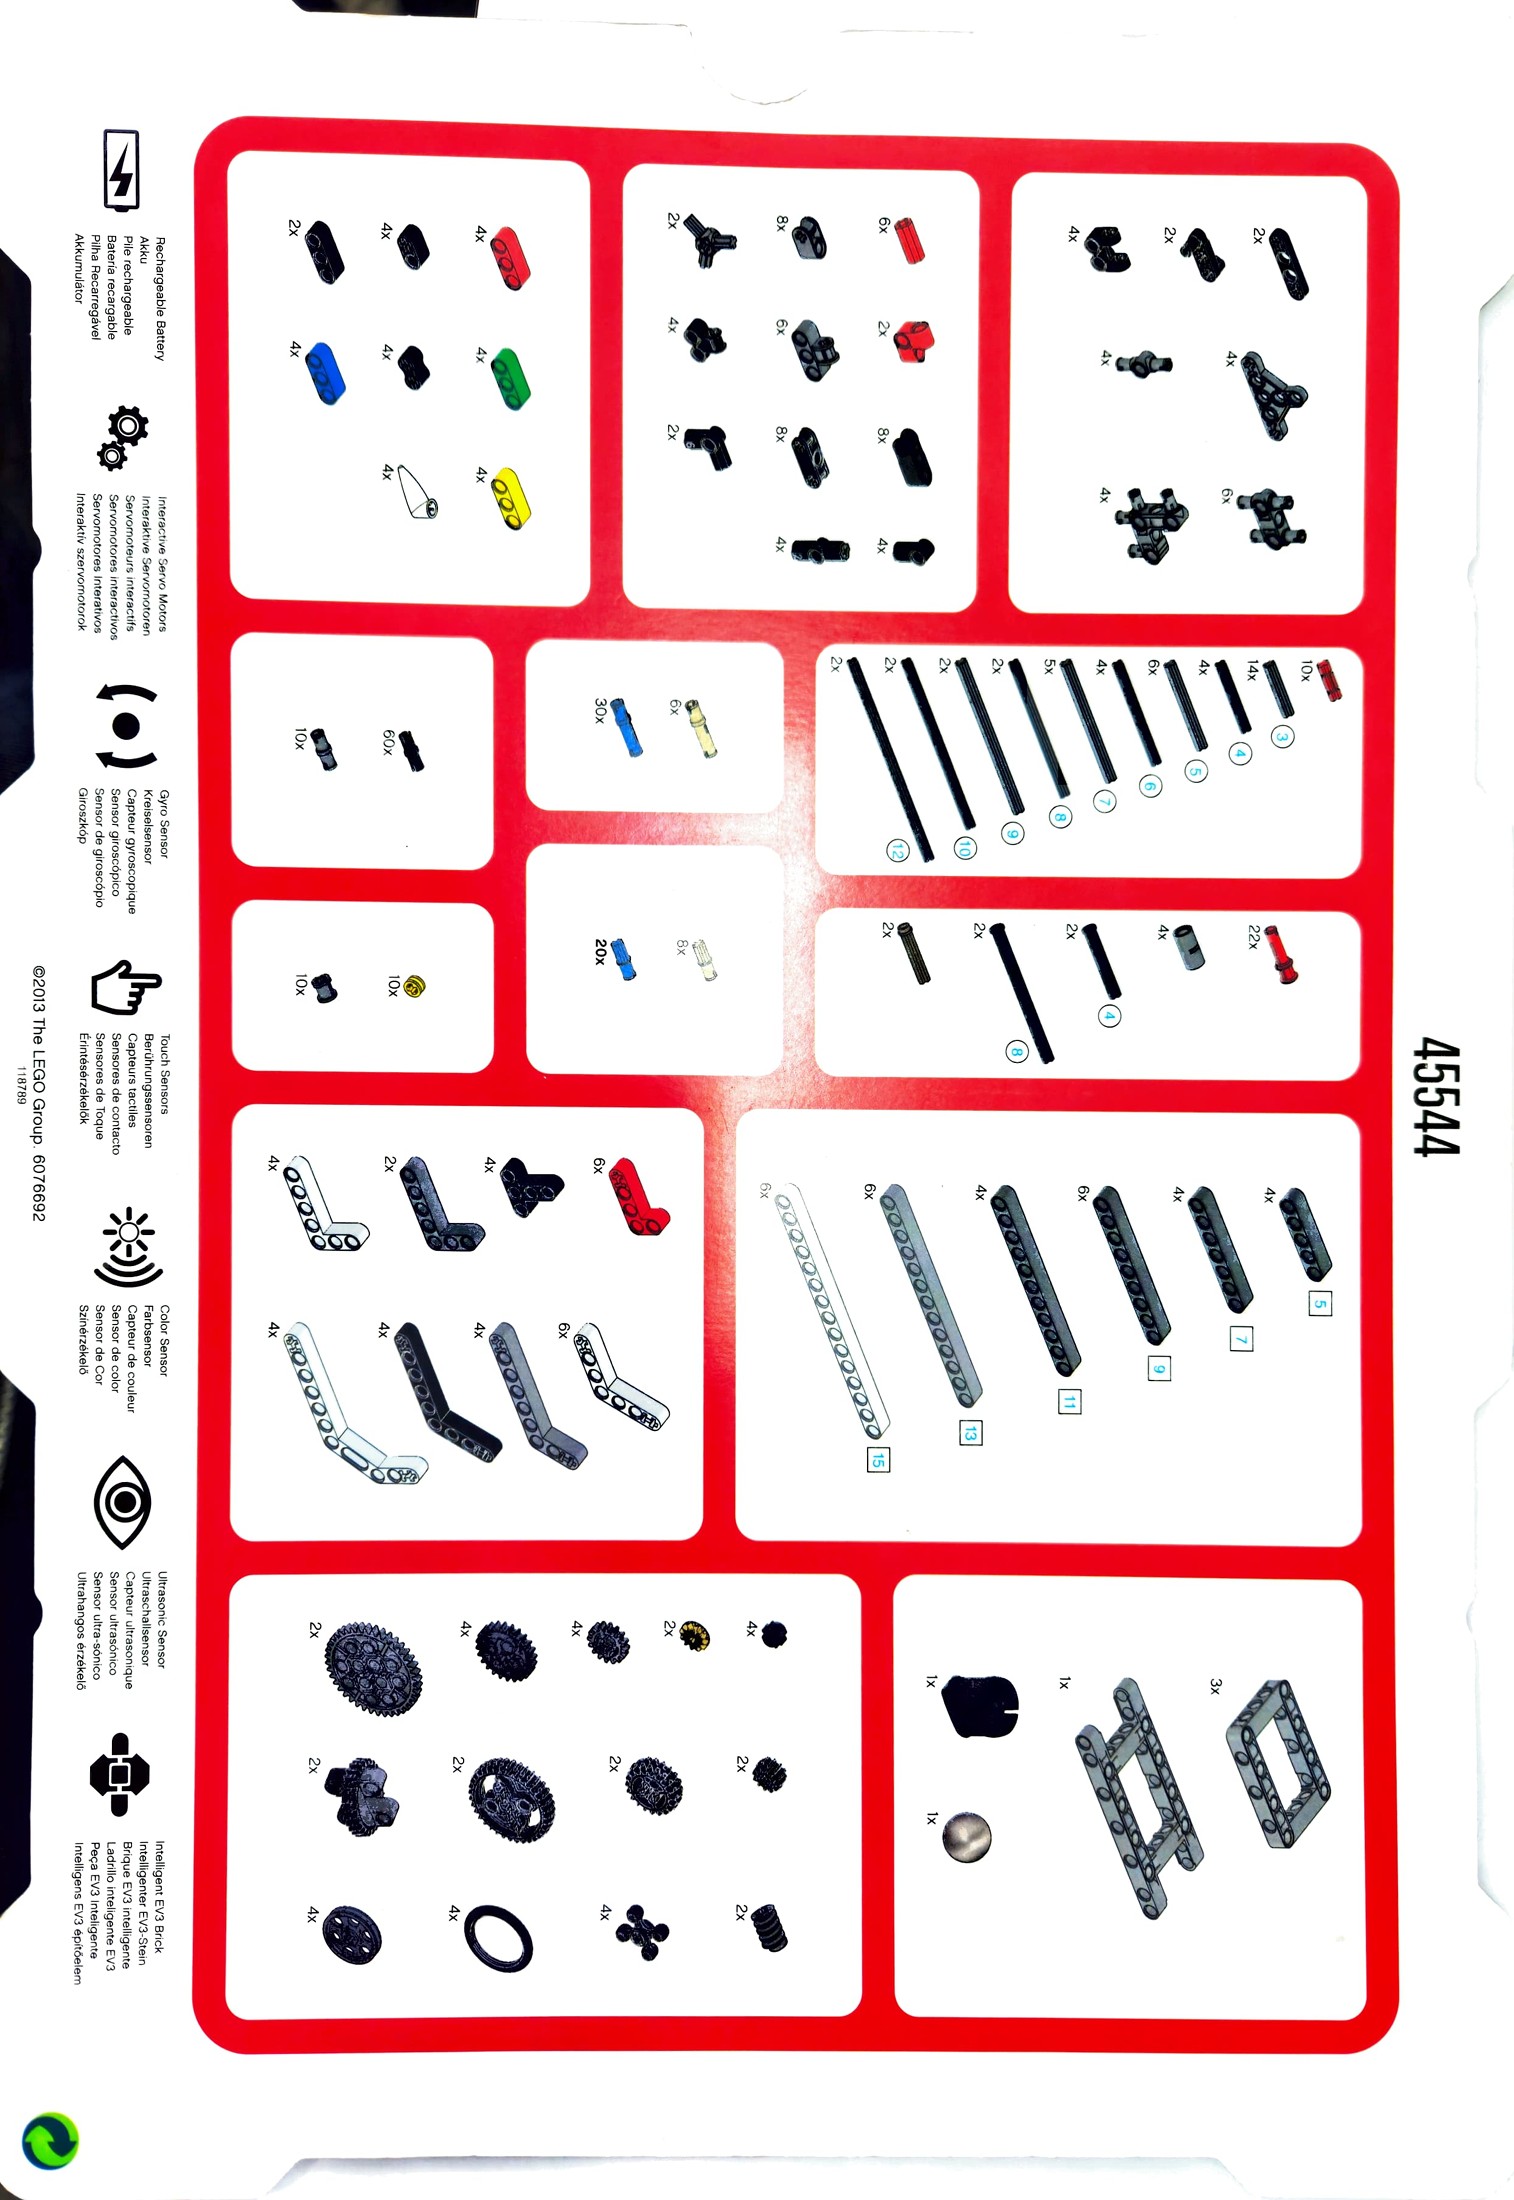 45544
2x
4x
6x
2x
4x
4x
4x
6x
2x
8x
4x
8x
6x
8x
4x
2x
4x
2x
4x
4x
4x
4x
4x
4x
2x
4x
10x
14x 3
4x 4
6x 5
4x 6
5x 7
2x 8
2x 9
2x 10
2x 12
22x
4x
2x 4
2x 8
2x
6x
30x
8x
20x
60x
10x
10x
10x
4x 5
4x 7
6x 9
4x 11
6x 13
6x 15
6x
6x
4x
4x
2x
4x
4x
4x
3x
1x
1x
1x
4x
2x
2x
2x
4x
2x
4x
4x
2x
4x
2x
2x
4x
Rechargeable Battery
Akku
Pile rechargeable
Batería recargable
Pilha Recarregável
Akkumulátor
Interactive Servo Motors
Interaktive Servomotoren
Servomoteurs interactifs
Servomotores interactivos
Servomotores Interativos
Interaktív szervomotorok
Gyro Sensor
Kreiselsensor
Capteur gyroscopique
Sensor giroscópico
Sensor de giroscópio
Giroszkóp
Touch Sensors
Berührungssensoren
Capteurs tactiles
Sensores de contacto
Sensores de Toque
Érintésérzékelők
Color Sensor
Farbsensor
Capteur de couleur
Sensor de color
Sensor de Cor
Színérzékelő
Ultrasonic Sensor
Ultraschallsensor
Capteur ultrasonique
Sensor ultrasónico
Sensor ultra-sónico
Ultrahangos érzékelő
Intelligent EV3 Brick
Intelligenter EV3-Stein
Brique EV3 intelligente
Ladrillo inteligente EV3
Peça EV3 Inteligente
Intelligens EV3 építőelem
©2013 The LEGO Group. 6076692
118789